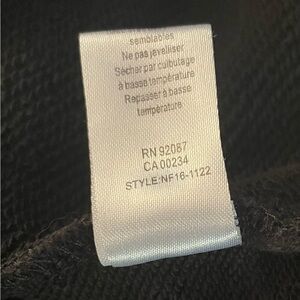 semblables
Ne pas javelliser
Sécher par culbutage
à basse température
Repasser à basse
température
RN 92087
CA 00234
STYLE:NF16-1122